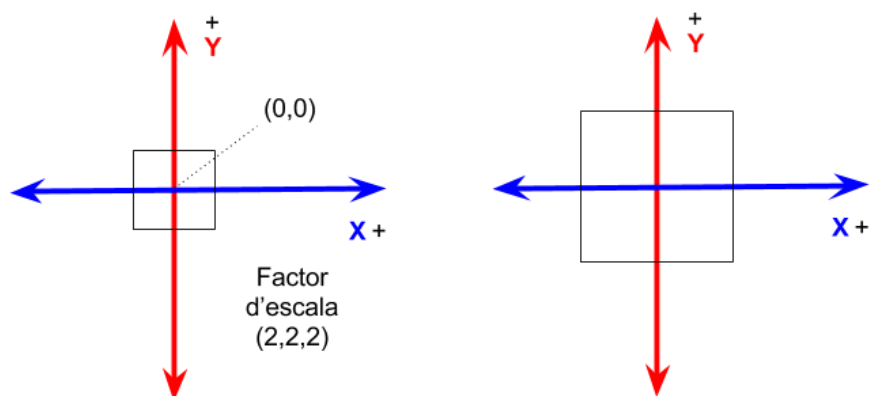 +
Y
(0,0)
X +
Factor
d'escala
(2,2,2)
+
Y
X +